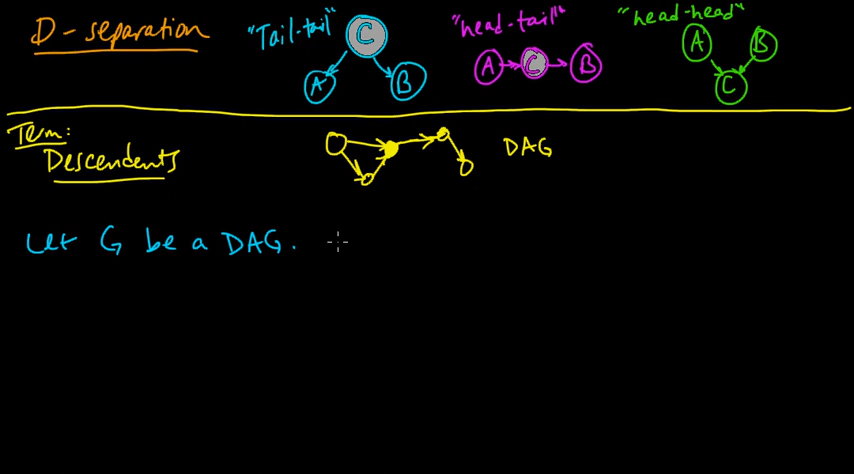 D-separation
"Tail-tail"
C
A
B
"head-tail"
A C B
"head-head"
A B
C
Term:
Descendents
DAG
Let G be a DAG.